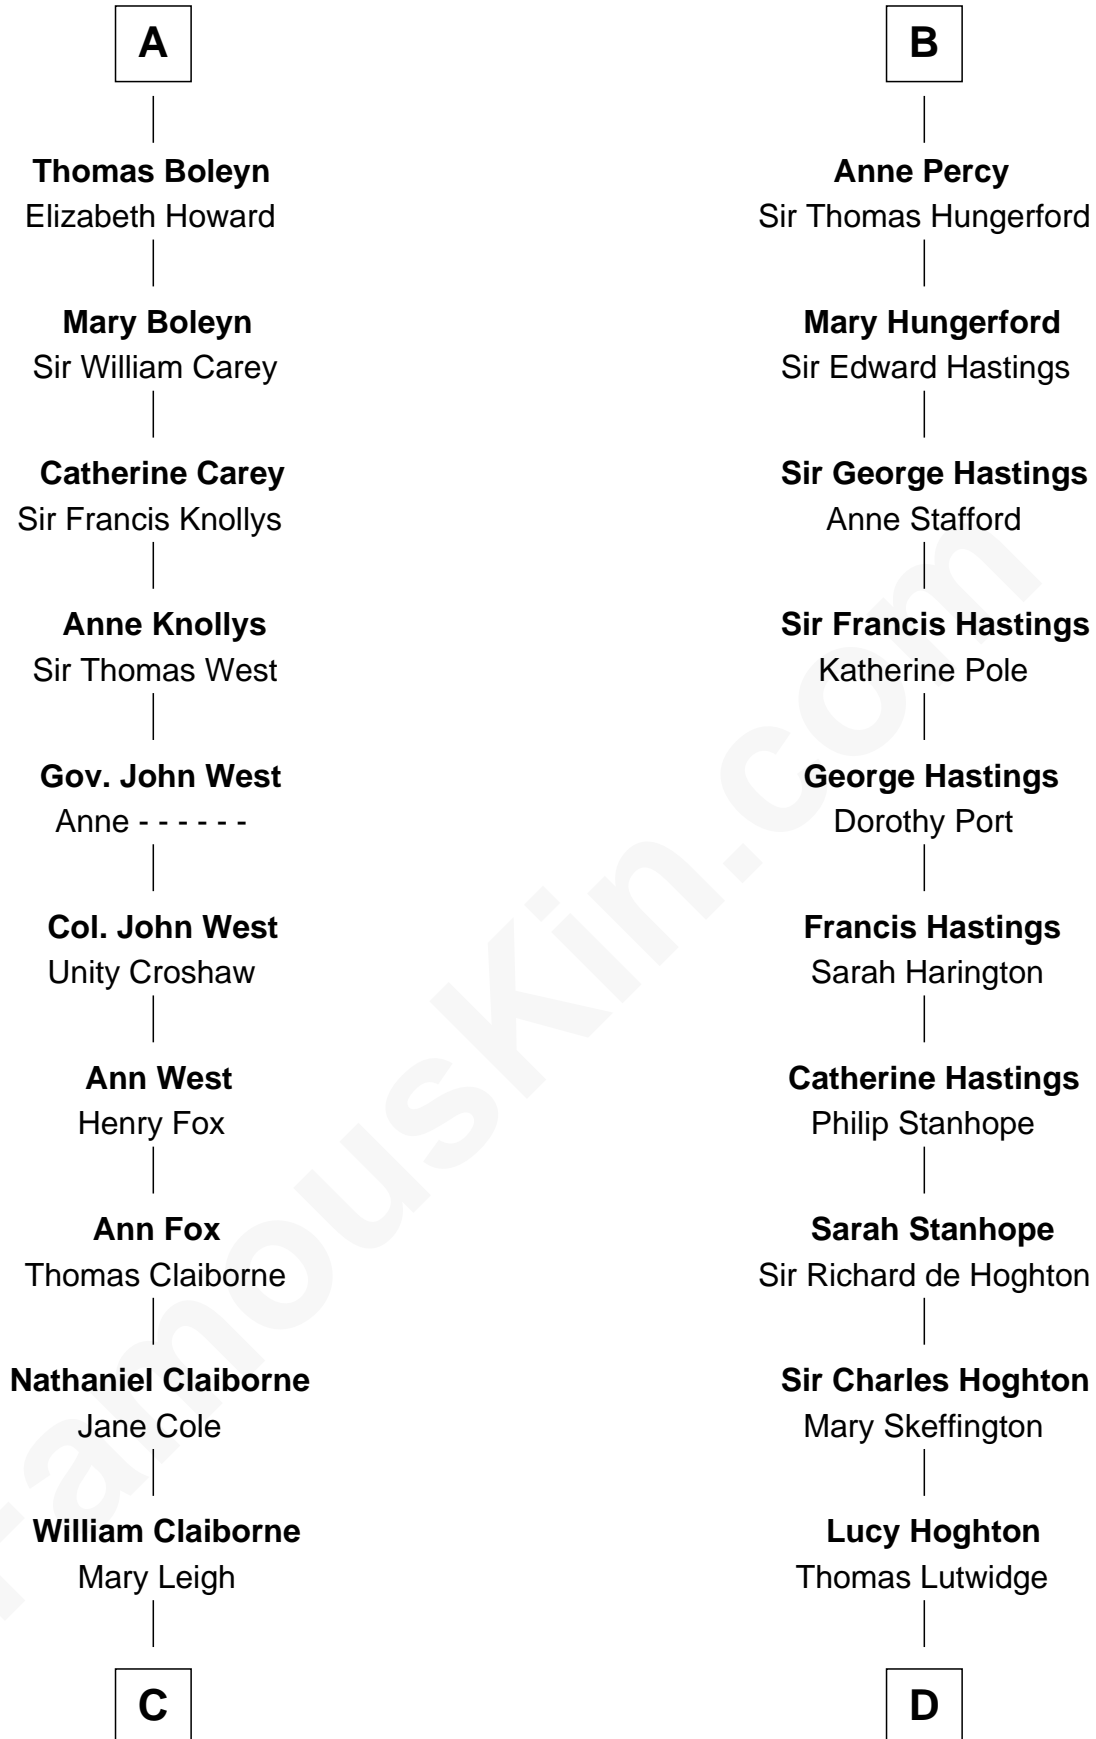 A
Thomas Boleyn
Elizabeth Howard
Mary Boleyn
Sir William Carey
Catherine Carey
Sir Francis Knollys
Anne Knollys
Sir Thomas West
Gov. John West
Anne - - - - - -
Col. John West
Unity Croshaw
Ann West
Henry Fox
Ann Fox
Thomas Claiborne
Nathaniel Claiborne
Jane Cole
William Claiborne
Mary Leigh
C
B
Anne Percy
Sir Thomas Hungerford
Mary Hungerford
Sir Edward Hastings
Sir George Hastings
Anne Stafford
Sir Francis Hastings
Katherine Pole
George Hastings
Dorothy Port
Francis Hastings
Sarah Harington
Catherine Hastings
Philip Stanhope
Sarah Stanhope
Sir Richard de Hoghton
Sir Charles Hoghton
Mary Skeffington
Lucy Hoghton
Thomas Lutwidge
D
FamousKin.com